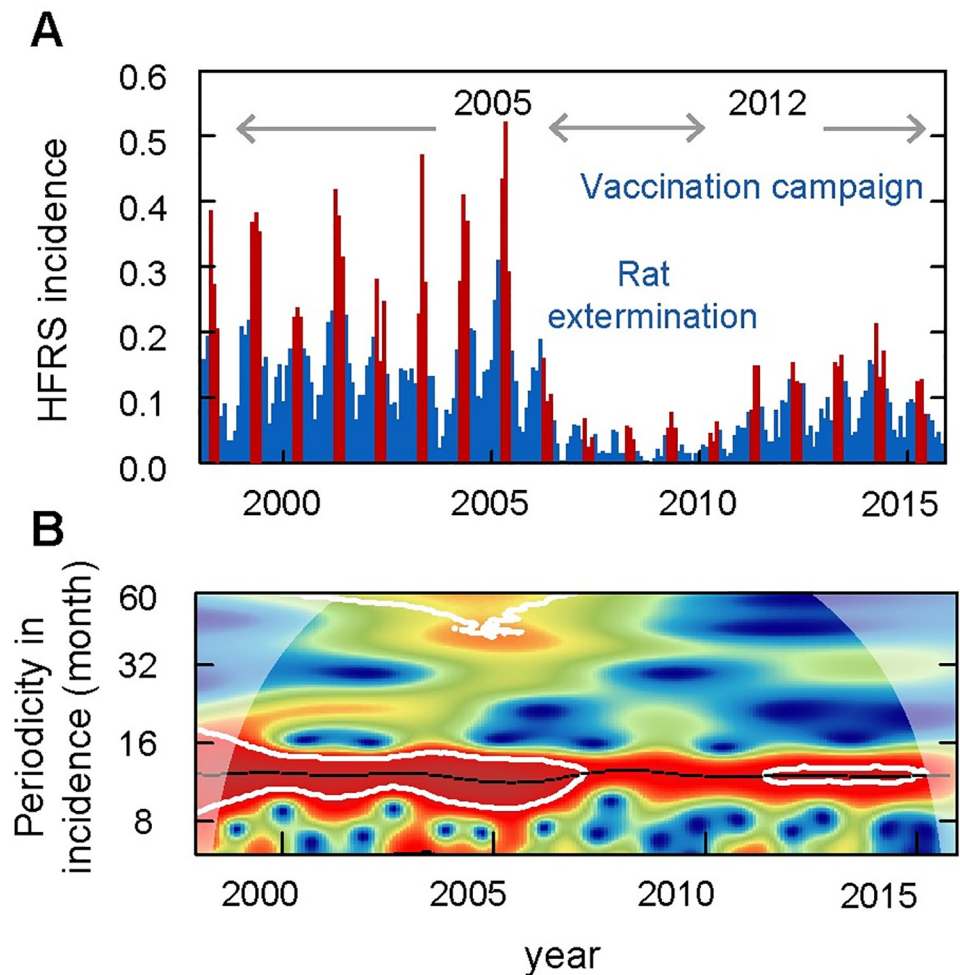 A
0.6
0.5
0.4
0.3
0.2
0.1
0.0
HFRS incidence
2005
2012
Vaccination campaign
Rat
extermination
2000
2005
2010
2015
B
60
32
16
8
Periodicity in
incidence (month)
2000
2005
2010
2015
year